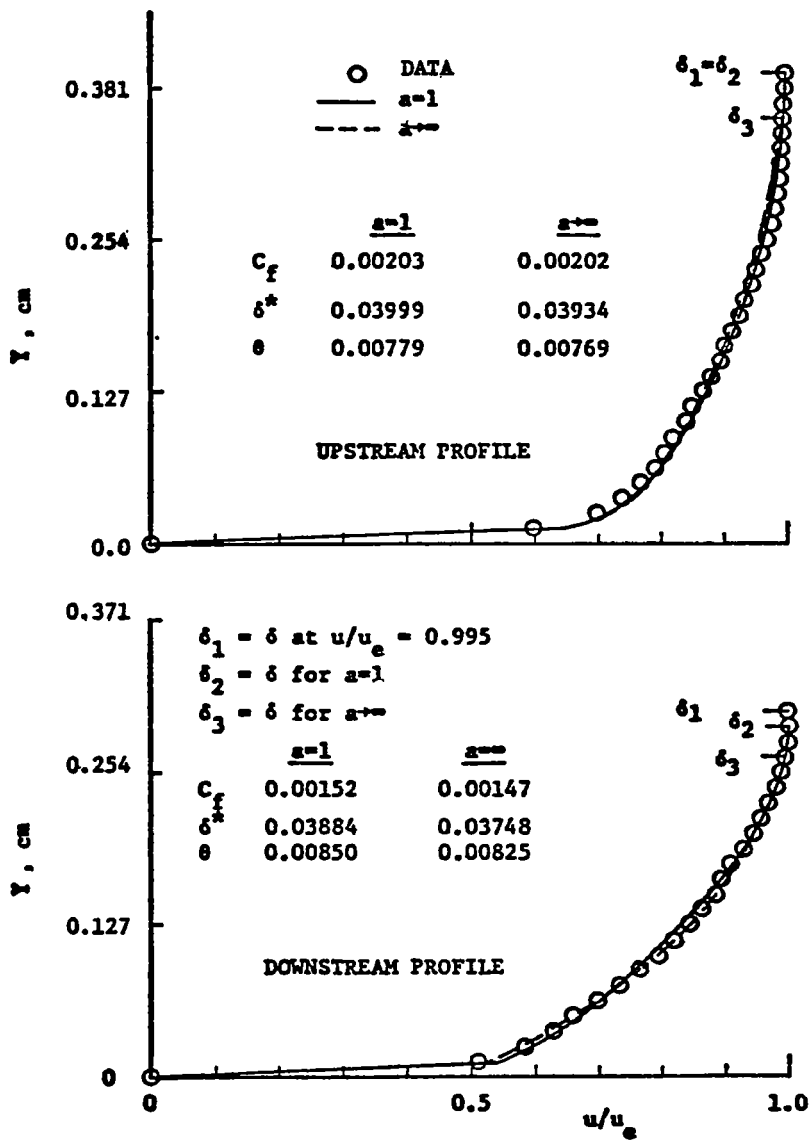 DATA
a=1
a→∞
δ1=δ2
δ3
0.381
0.254
0.127
0.0
Y, cm
a=1 a→∞
Cf 0.00203 0.00202
δ* 0.03999 0.03934
θ 0.00779 0.00769
UPSTREAM PROFILE
0.371
0.254
0.127
0
Y, cm
δ1 = δ at u/ue = 0.995
δ2 = δ for a=1
δ3 = δ for a→∞
a=1 a=∞
Cf 0.00152 0.00147
δ* 0.03884 0.03748
θ 0.00850 0.00825
δ1
δ2
δ3
DOWNSTREAM PROFILE
0 0.5 1.0
u/ue